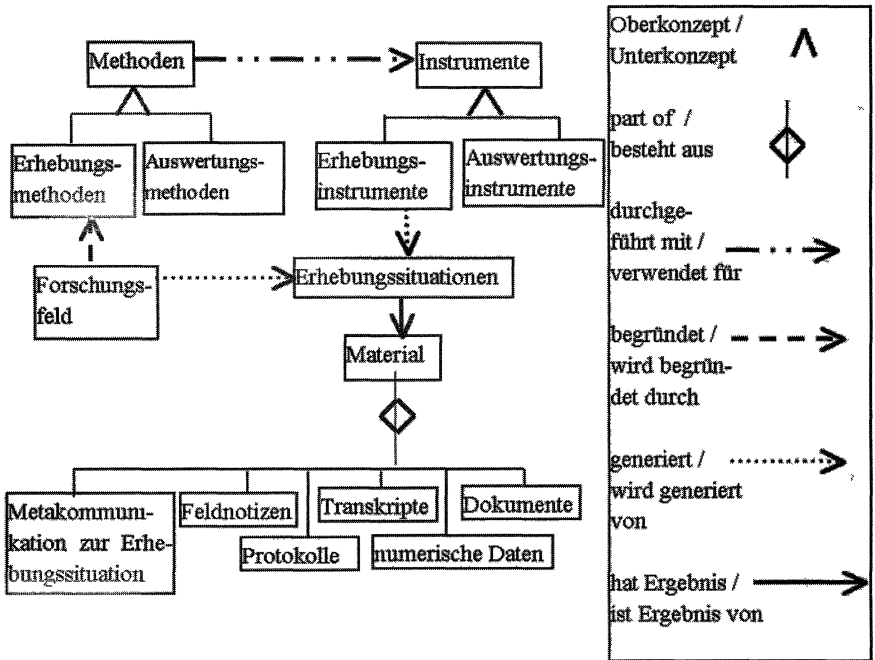 Methoden
Instrumente
Erhebungs-
methoden
Auswertungs-
methoden
Erhebungs-
instrumente
Auswertungs-
instrumente
Forschungs-
feld
Erhebungssituationen
Material
Metakommuni-
kation zur Erhe-
bungssituation
Feldnotizen
Protokolle
Transkripte
numerische Daten
Dokumente
Oberkonzept /
Unterkonzept
part of /
besteht aus
durchge-
führt mit /
verwendet für
begründet /
wird begrün-
det durch
generiert /
wird generiert
von
hat Ergebnis /
ist Ergebnis von